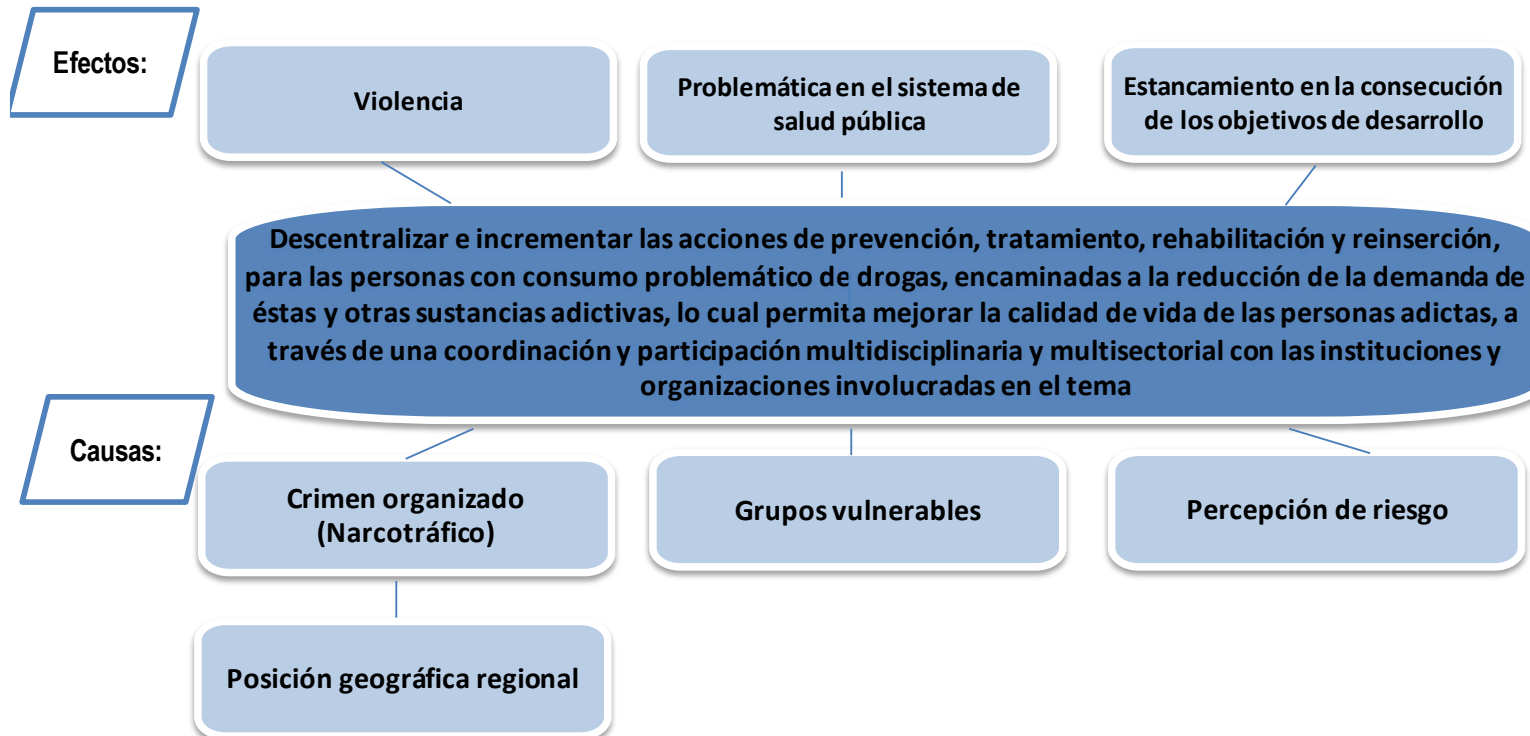 Efectos:
Violencia
Problemática en el sistema de
salud pública
Estancamiento en la consecución
de los objetivos de desarrollo
Descentralizar e incrementar las acciones de prevención, tratamiento, rehabilitación y reinserción,
para las personas con consumo problemático de drogas, encaminadas a la reducción de la demanda de
éstas y otras sustancias adictivas, lo cual permita mejorar la calidad de vida de las personas adictas, a
través de una coordinación y participación multidisciplinaria y multisectorial con las instituciones y
organizaciones involucradas en el tema
Causas:
Crimen organizado
(Narcotráfico)
Grupos vulnerables
Percepción de riesgo
Posición geográfica regional